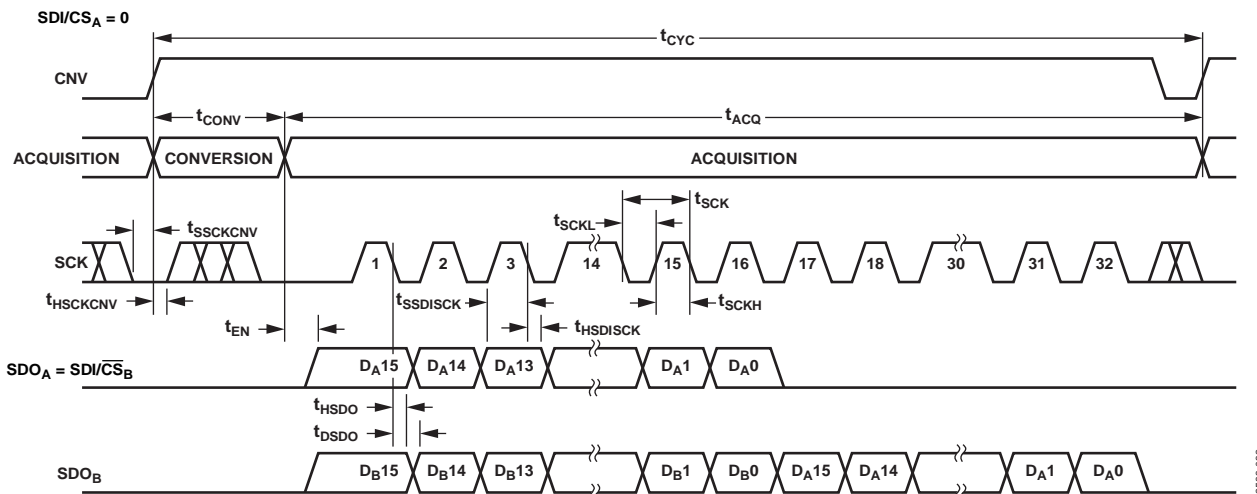 SDI/CSA = 0
tCYC
CNV
tCONV
tACQ
ACQUISITION CONVERSION ACQUISITION
tSCK
tSCKL
tSSCKCNV
SCK 1 2 3 14 15 16 17 18 30 31 32
tHSCKCNV
tSSDISCK
tSCKH
tEN
tHSDISCK
SDOA = SDI/CSB
DA15 DA14 DA13 DA1 DA0
tHSDO
tDSDO
SDOB
DB15 DB14 DB13 DB1 DB0 DA15 DA14 DA1 DA0